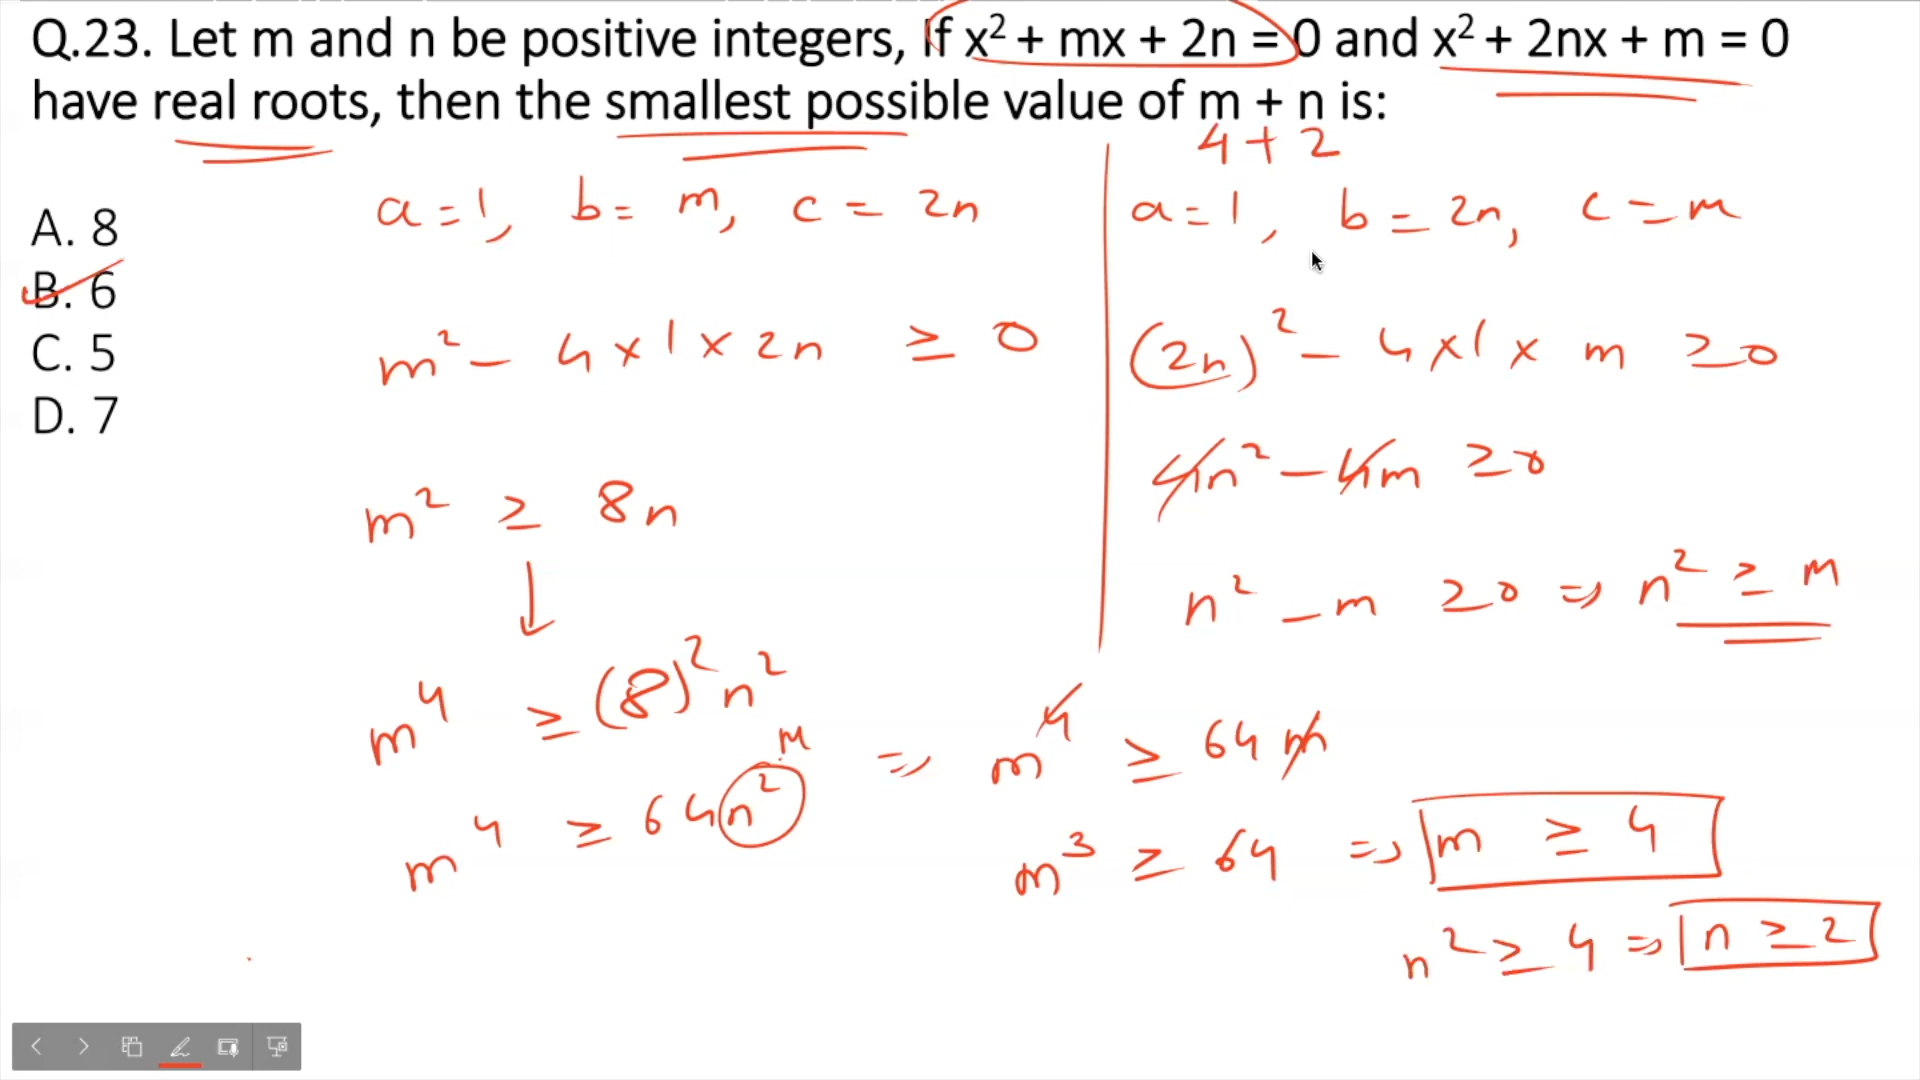 Q.23. Let m and n be positive integers, If x² + mx + 2n = 0 and x² + 2nx + m = 0
have real roots, then the smallest possible value of m + n is:
4 + 2
A. 8
B. 6
C. 5
D. 7
a = 1, b = m, c = 2n
m² - 4 x 1 x 2n ≥ 0
m² ≥ 8n
↓
m⁴ ≥ (8)² n²
m
m⁴ ≥ 64 n²
a = 1, b = 2n, c = m
(2n)² - 4 x 1 x m ≥ 0
4n² - 4m ≥ 0
n² - m ≥ 0 => n² ≥ m
=> m⁴ ≥ 64 m
m³ ≥ 64 => m ≥ 4
n² ≥ 4 => n ≥ 2